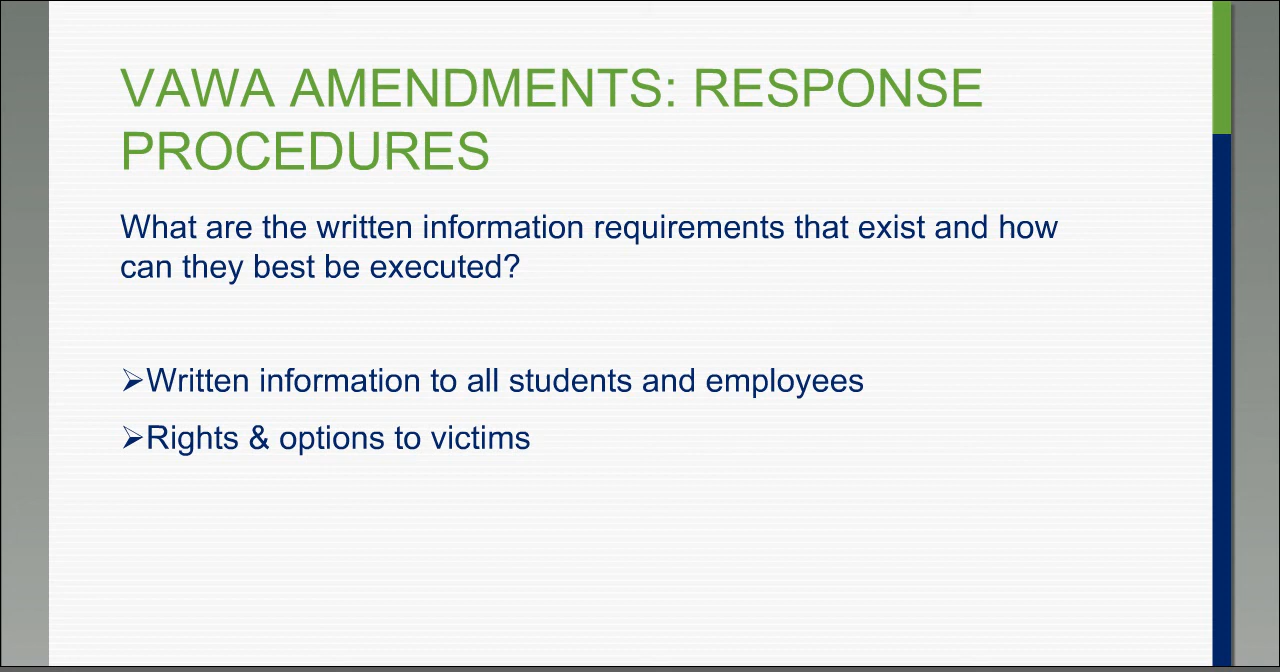 VAWA AMENDMENTS: RESPONSE
PROCEDURES
What are the written information requirements that exist and how
can they best be executed?
➢Written information to all students and employees
➢Rights & options to victims